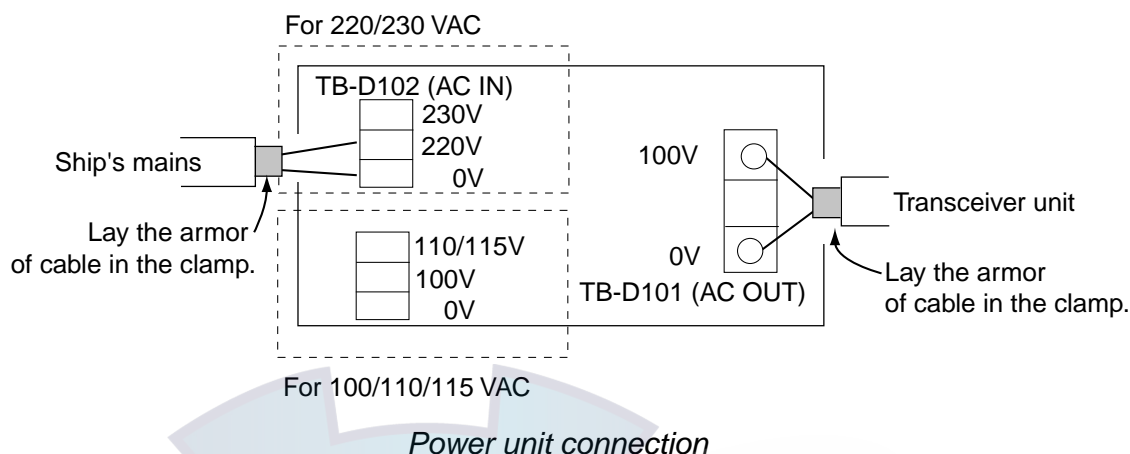 For 220/230 VAC
TB-D102 (AC IN)
230V
220V
0V
Ship's mains
Lay the armor
of cable in the clamp.
110/115V
100V
0V
For 100/110/115 VAC
100V
0V
TB-D101 (AC OUT)
Transceiver unit
Lay the armor
of cable in the clamp.
Power unit connection